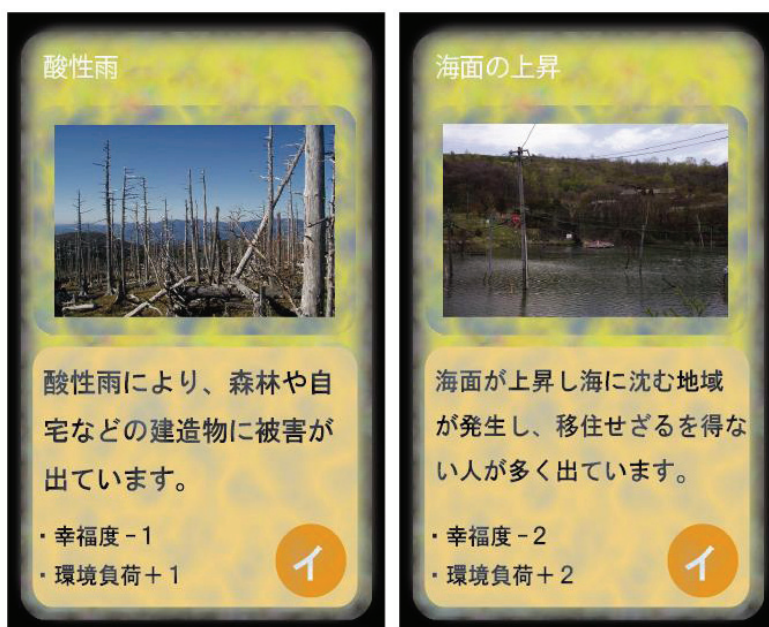 酸性雨
酸性雨により、森林や自
宅などの建造物に被害が
出ています。
・幸福度－1
・環境負荷＋1
イ
海面の上昇
海面が上昇し海に沈む地域
が発生し、移住せざるを得な
い人が多く出ています。
・幸福度－2
・環境負荷＋2
イ